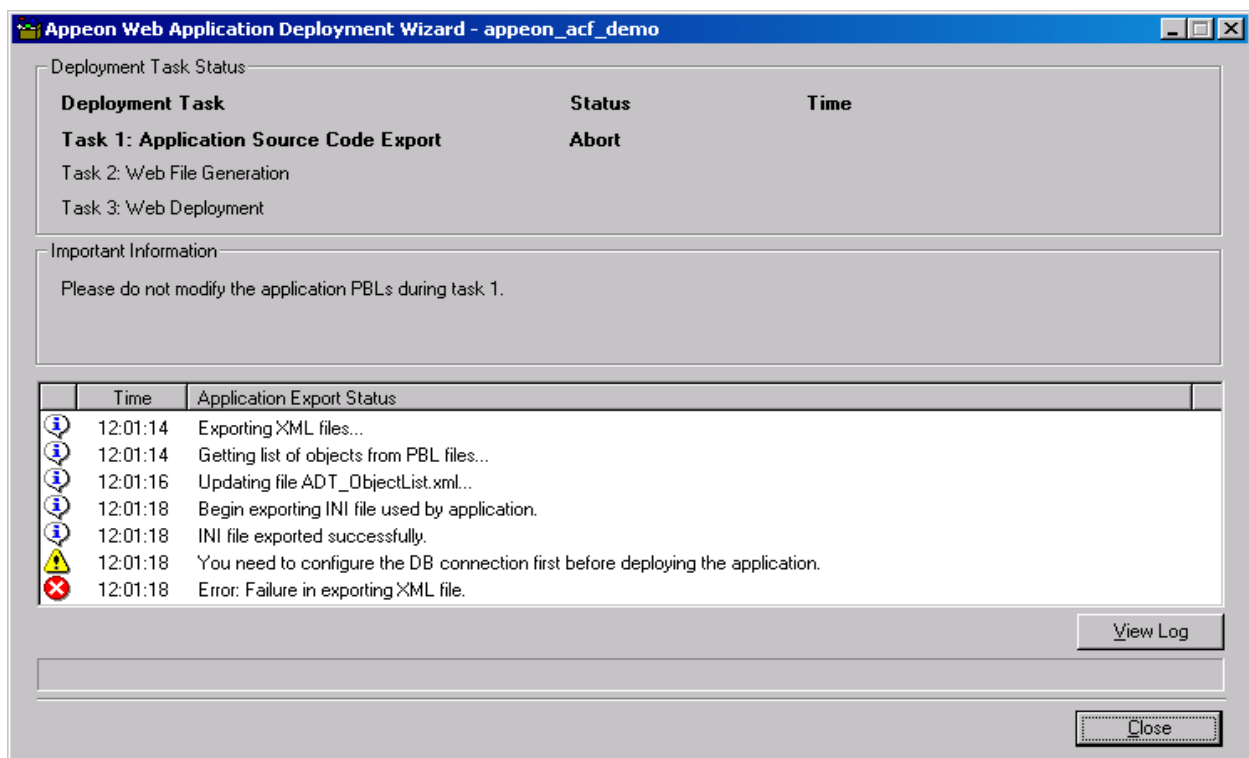 Appeon Web Application Deployment Wizard - appeon_acf_demo
Deployment Task Status
Deployment Task Status Time
Task 1: Application Source Code Export Abort
Task 2: Web File Generation
Task 3: Web Deployment
Important Information
Please do not modify the application PBLs during task 1.
Time Application Export Status
12:01:14 Exporting XML files...
12:01:14 Getting list of objects from PBL files...
12:01:16 Updating file ADT_ObjectList.xml...
12:01:18 Begin exporting INI file used by application.
12:01:18 INI file exported successfully.
12:01:18 You need to configure the DB connection first before deploying the application.
12:01:18 Error: Failure in exporting XML file.
View Log
Close